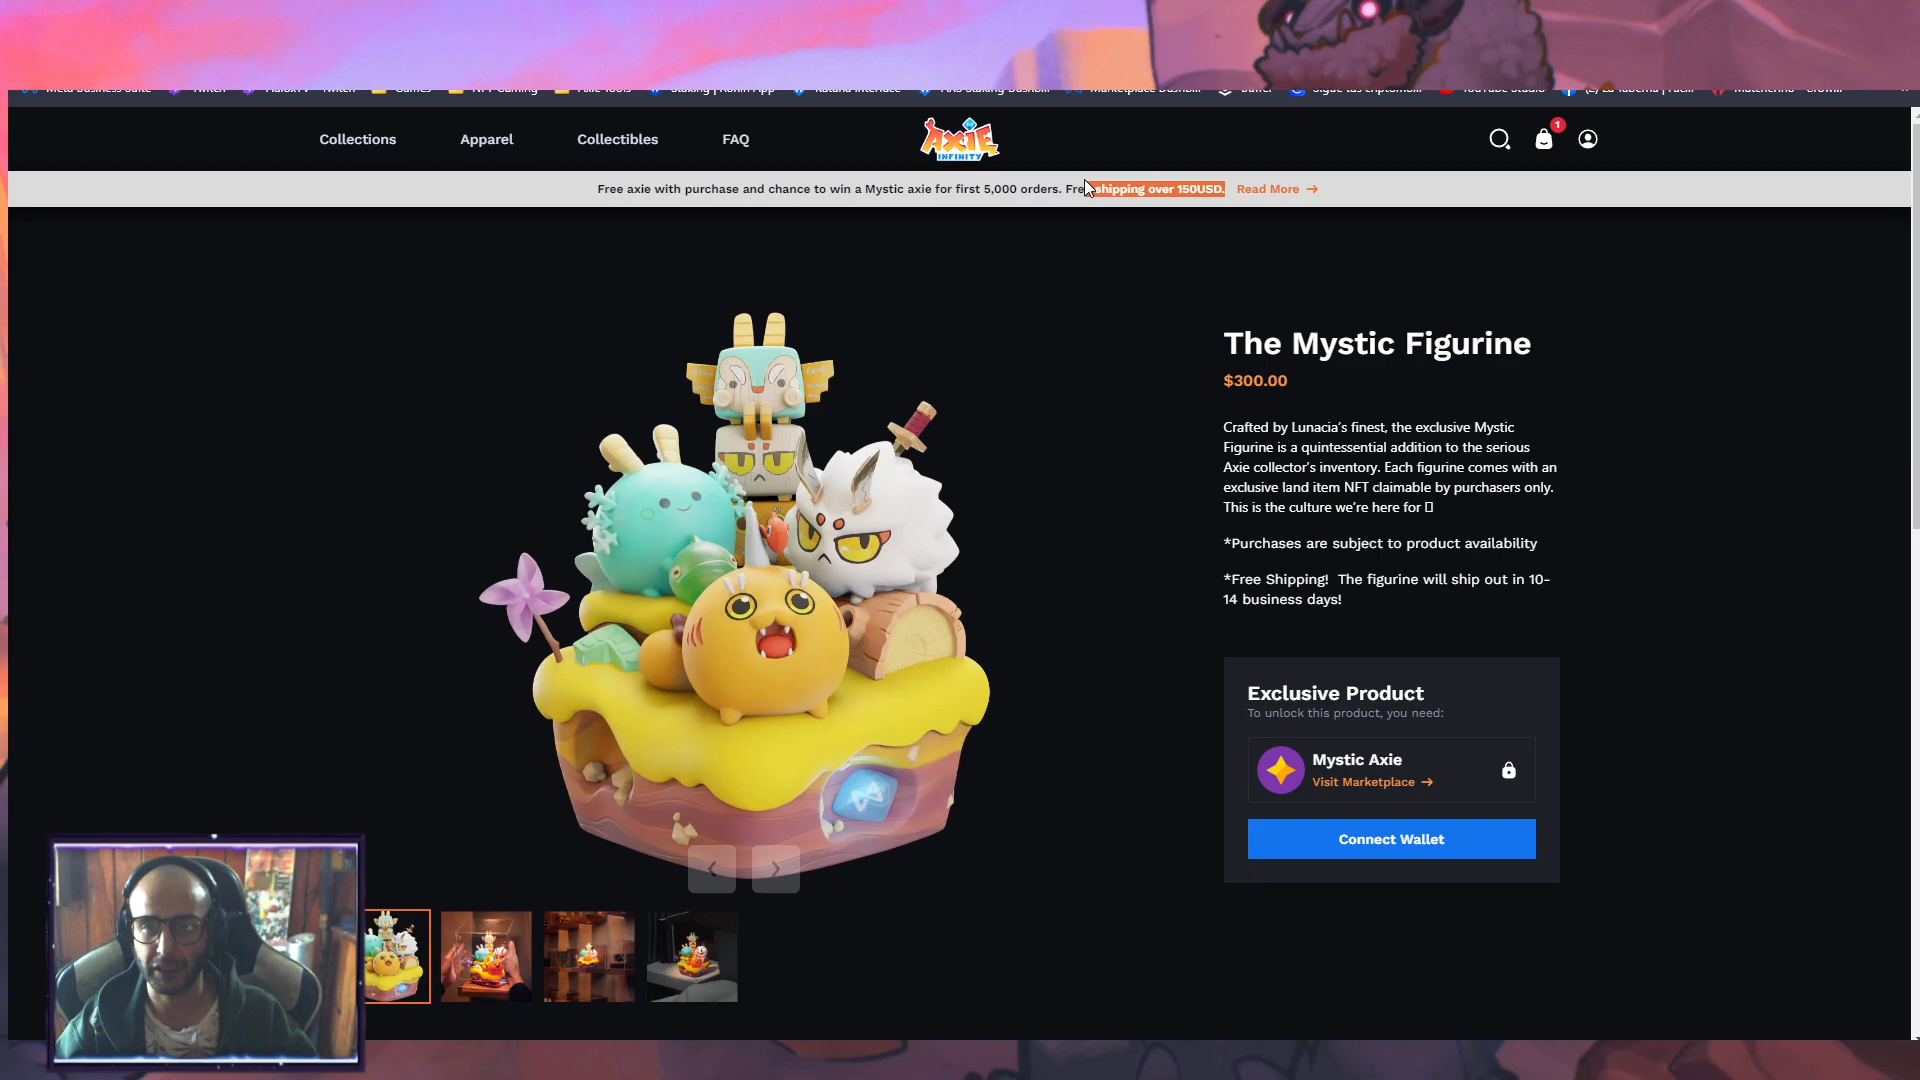 Collections
Apparel
Collectibles
FAQ
AXIE
INFINITY
1
Free axie with purchase and chance to win a Mystic axie for first 5,000 orders. Free shipping over 150USD.
Read More →
The Mystic Figurine
$300.00
Crafted by Lunacia’s finest, the exclusive Mystic
Figurine is a quintessential addition to the serious
Axie collector’s inventory. Each figurine comes with an
exclusive land item NFT claimable by purchasers only.
This is the culture we’re here for
*Purchases are subject to product availability
*Free Shipping!  The figurine will ship out in 10-
14 business days!
Exclusive Product
To unlock this product, you need:
Mystic Axie
Visit Marketplace →
Connect Wallet